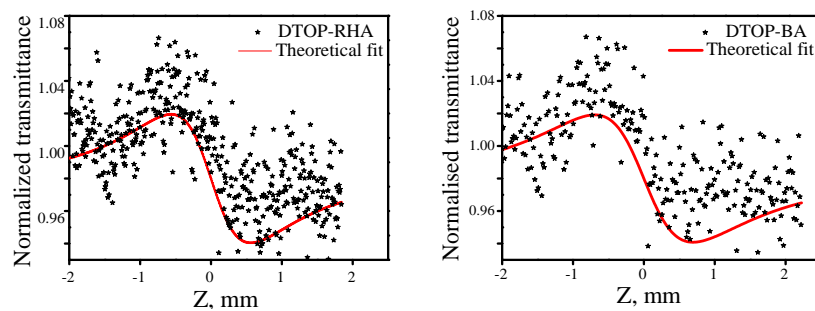 1.08
DTOP-RHA
Theoretical fit
1.04
1.00
0.96
Normalized transmittance
-2 -1 0 1 2
Z, mm
1.08
DTOP-BA
Theoretical fit
1.04
1.00
0.96
Normalised transmittance
-2 -1 0 1 2
Z, mm